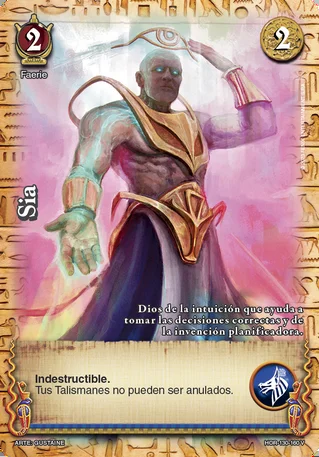 2
2
Faerie
Sia
Dios de la intuición que ayuda a
tomar las decisiones correctas y de
la invención planificadora.
Indestructible.
Tus Talismanes no pueden ser anulados.
ARTE: GUSTAINE
HOR-130-160 V